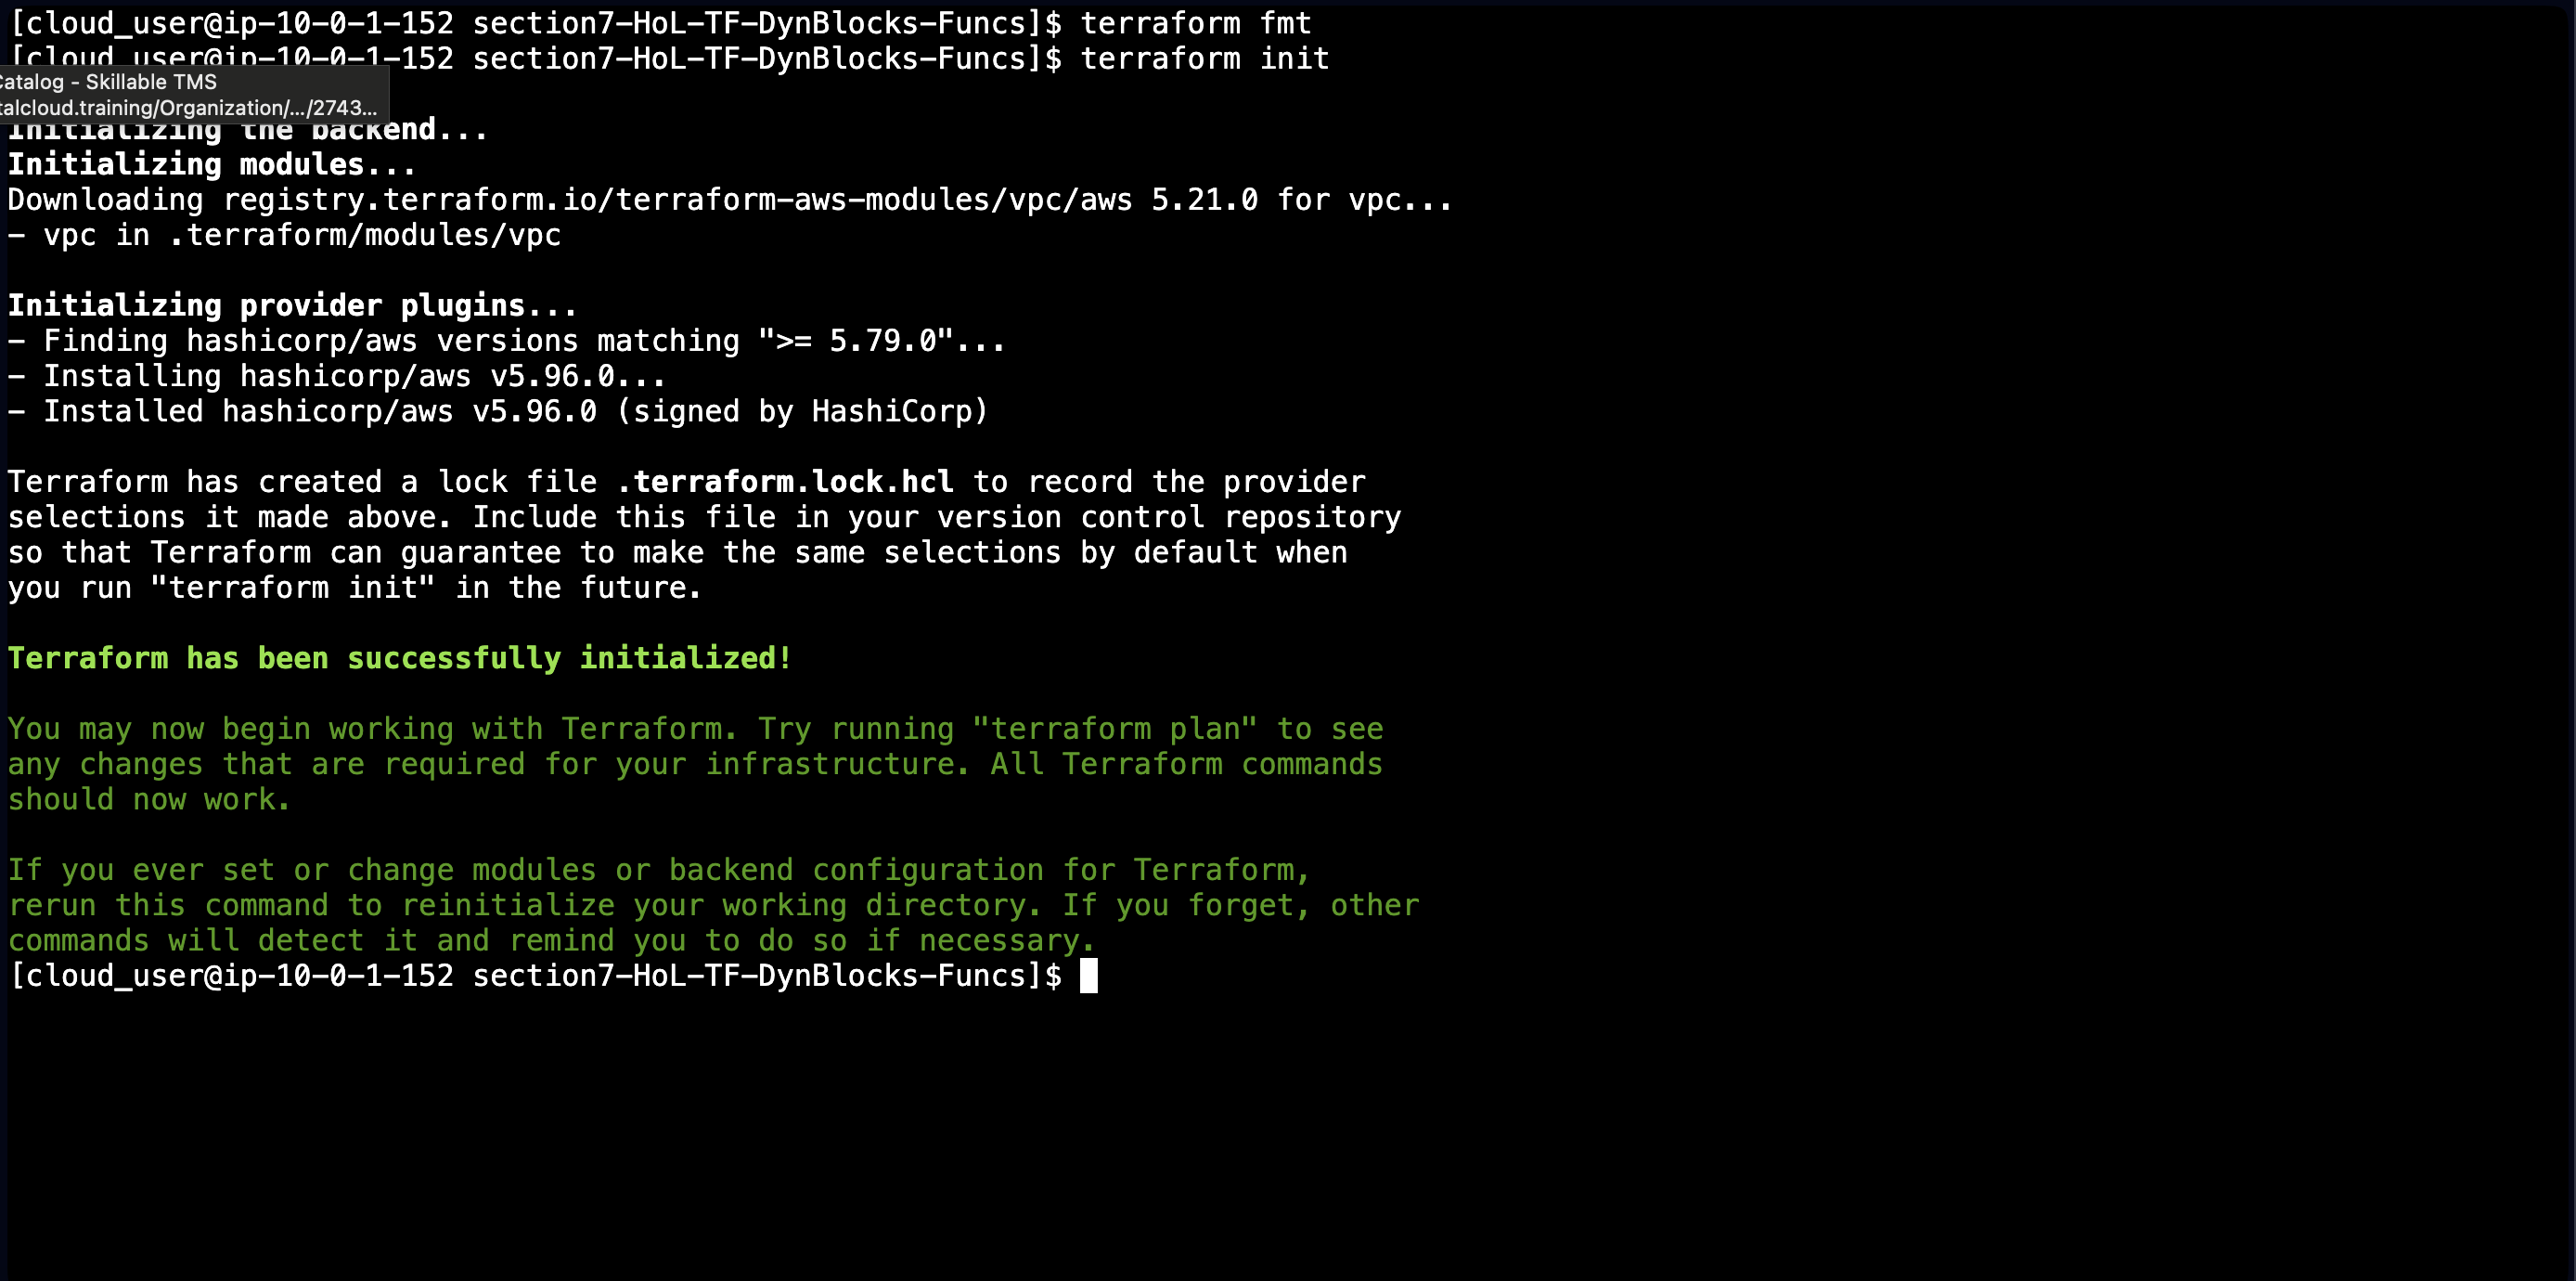 [cloud_user@ip-10-0-1-152 section7-HoL-TF-DynBlocks-Funcs]$ terraform fmt
[cloud_user@ip-10-0-1-152 section7-HoL-TF-DynBlocks-Funcs]$ terraform init
Catalog - Skillable TMS
talcloud.training/Organization/.../2743...
Initializing the backend...
Initializing modules...
Downloading registry.terraform.io/terraform-aws-modules/vpc/aws 5.21.0 for vpc...
- vpc in .terraform/modules/vpc
Initializing provider plugins...
- Finding hashicorp/aws versions matching ">= 5.79.0"...
- Installing hashicorp/aws v5.96.0...
- Installed hashicorp/aws v5.96.0 (signed by HashiCorp)
Terraform has created a lock file .terraform.lock.hcl to record the provider
selections it made above. Include this file in your version control repository
so that Terraform can guarantee to make the same selections by default when
you run "terraform init" in the future.
Terraform has been successfully initialized!
You may now begin working with Terraform. Try running "terraform plan" to see
any changes that are required for your infrastructure. All Terraform commands
should now work.
If you ever set or change modules or backend configuration for Terraform,
rerun this command to reinitialize your working directory. If you forget, other
commands will detect it and remind you to do so if necessary.
[cloud_user@ip-10-0-1-152 section7-HoL-TF-DynBlocks-Funcs]$